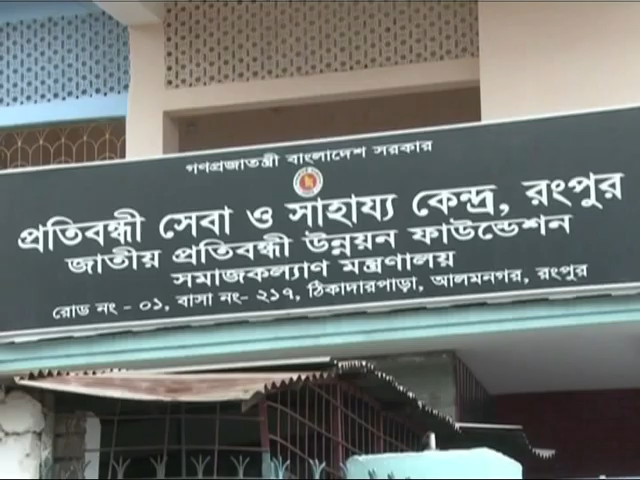 গণপ্রজাতন্ত্রী বাংলাদেশ সরকার
প্রতিবন্ধী সেবা ও সাহায্য কেন্দ্র, রংপুর
জাতীয় প্রতিবন্ধী উন্নয়ন ফাউন্ডেশন
সমাজকল্যাণ মন্ত্রণালয়
রোড নং - ০১, বাসা নং- ২১৭, ঠিকাদারপাড়া, আলমনগর, রংপুর